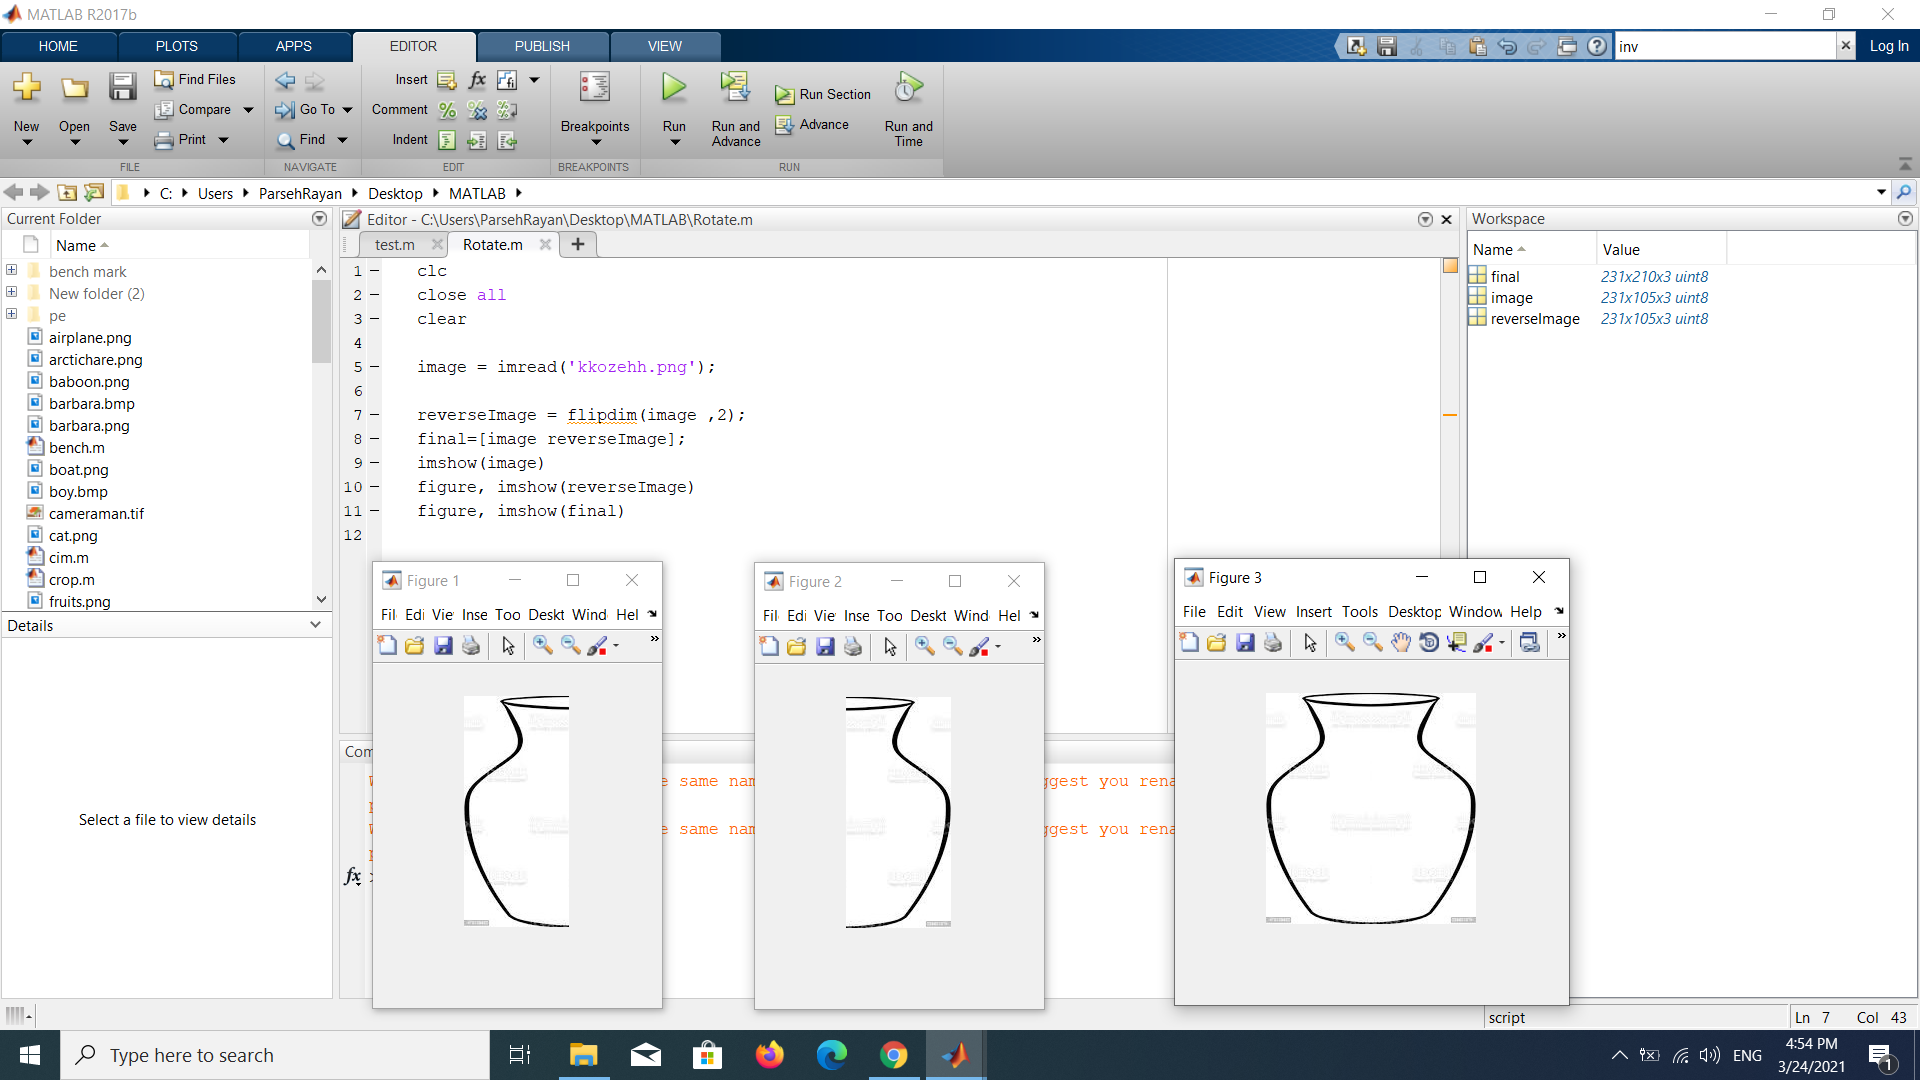 MATLAB R2017b
HOME PLOTS APPS EDITOR PUBLISH VIEW
inv
Log In
New Open Save
Find Files
Compare
Print
FILE
Go To
Find
NAVIGATE
Insert
Comment
Indent
EDIT
Breakpoints
BREAKPOINTS
Run
Run and Advance
Run Section
Advance
Run and Time
RUN
C: Users ParsehRayan Desktop MATLAB
Current Folder
Name
bench mark
New folder (2)
pe
airplane.png
arctichare.png
baboon.png
barbara.bmp
barbara.png
bench.m
boat.png
boy.bmp
cameraman.tif
cat.png
cim.m
crop.m
fruits.png
Details
Select a file to view details
Editor - C:\Users\ParsehRayan\Desktop\MATLAB\Rotate.m
test.m Rotate.m
1 clc
2 close all
3 clear
4
5 image = imread('kkozehh.png');
6
7 reverseImage = flipdim(image ,2);
8 final=[image reverseImage];
9 imshow(image)
10 figure, imshow(reverseImage)
11 figure, imshow(final)
12
Workspace
Name Value
final 231x210x3 uint8
image 231x105x3 uint8
reverseImage 231x105x3 uint8
Figure 1
Fil Edi Vie Inse Too Deskt Wind Hel
Figure 2
Fil Edi Vie Inse Too Deskt Wind Hel
Figure 3
File Edit View Insert Tools Desktop Window Help
Com
e same nam ggest you rena
e same nam ggest you rena
fx
script
Ln 7 Col 43
Type here to search
ENG
4:54 PM
3/24/2021
1